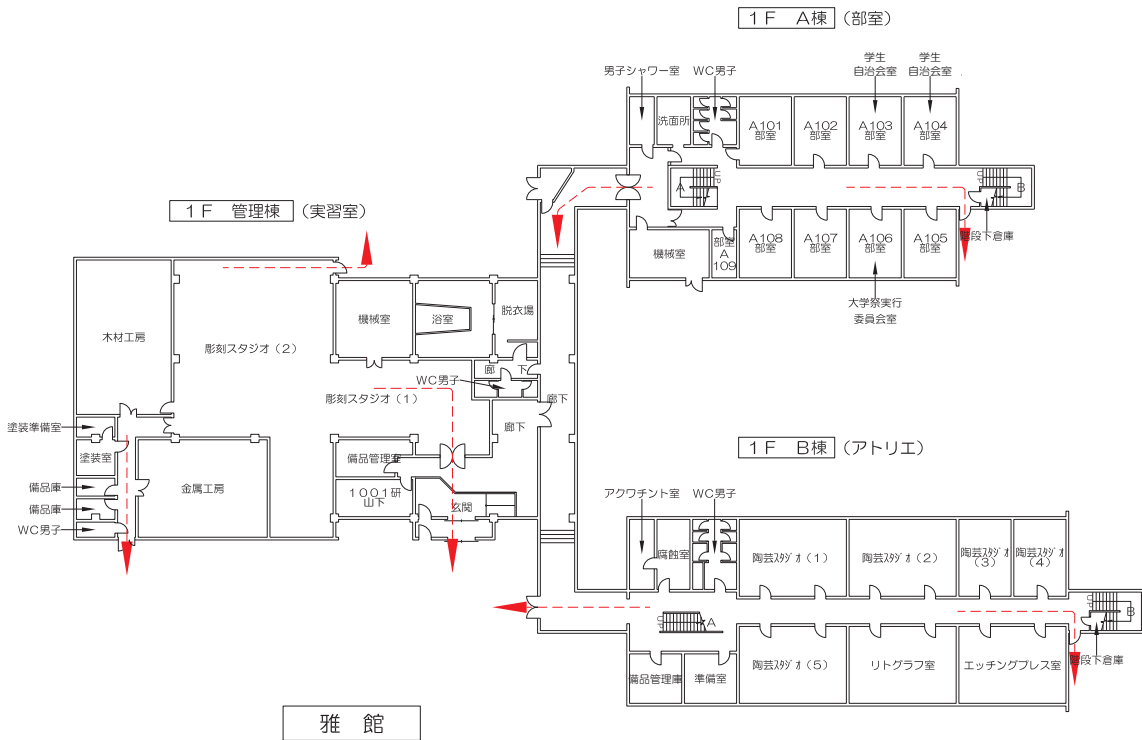 1F A棟 (部室)
学生
自治会室
学生
自治会室
男子シャワー室
WC男子
洗面所
A101
部室
A102
部室
A103
部室
A104
部室
A
UP
UP
B
階段下倉庫
機械室
部室
A
109
A108
部室
A107
部室
A106
部室
A105
部室
大学祭実行
委員会室
1F 管理棟 (実習室)
木材工房
彫刻スタジオ(2)
機械室
浴室
脱衣場
廊下
WC男子
彫刻スタジオ(1)
廊下
廊下
塗装準備室
塗装室
備品庫
備品庫
WC男子
金属工房
備品管理室
1001研
山下
玄関
1F B棟 (アトリエ)
アクワチント室
WC男子
腐蝕室
陶芸スタジオ(1)
陶芸スタジオ(2)
陶芸スタジオ
(3)
陶芸スタジオ
(4)
UP
A
UP
B
階段下倉庫
備品管理庫
準備室
陶芸スタジオ(5)
リトグラフ室
エッチングプレス室
雅 館